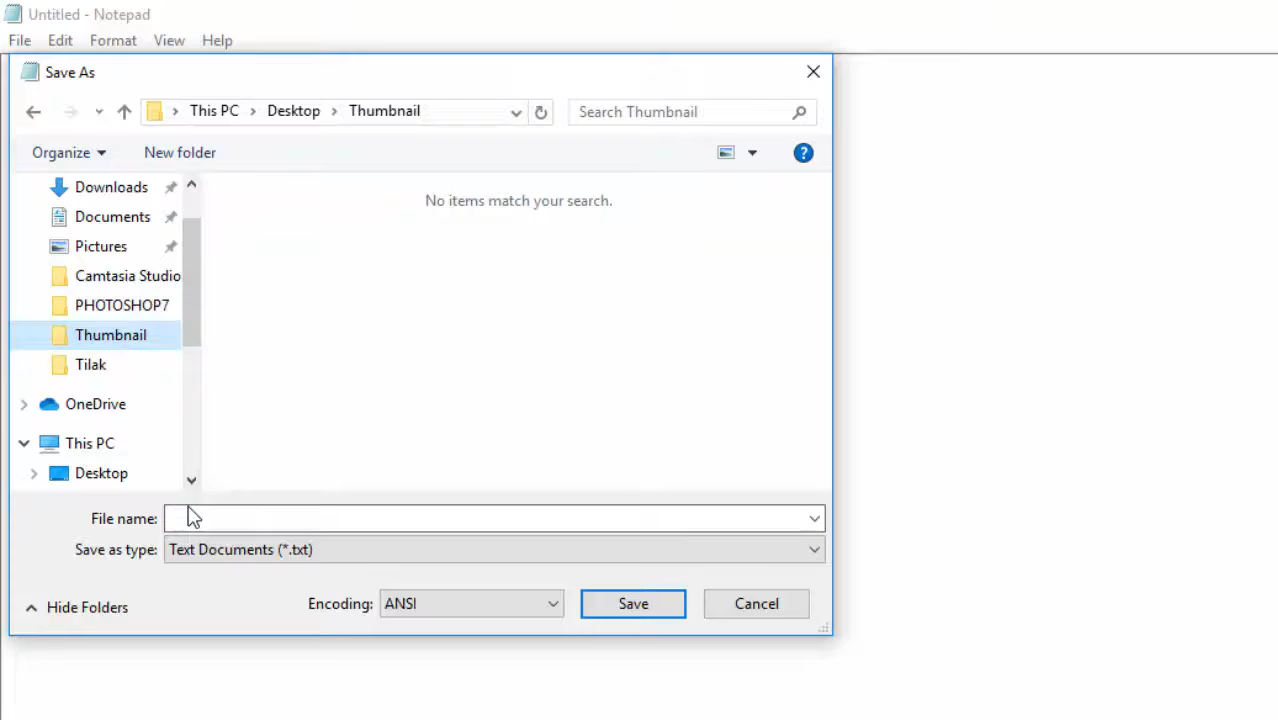 Untitled - Notepad
File Edit Format View Help
Save As
This PC Desktop Thumbnail Search Thumbnail
Organize New folder
Downloads
No items match your search.
Documents
Pictures
Camtasia Studio
PHOTOSHOP7
Thumbnail
Tilak
OneDrive
This PC
Desktop
File name:
Save as type: Text Documents (*.txt)
Hide Folders Encoding: ANSI Save Cancel